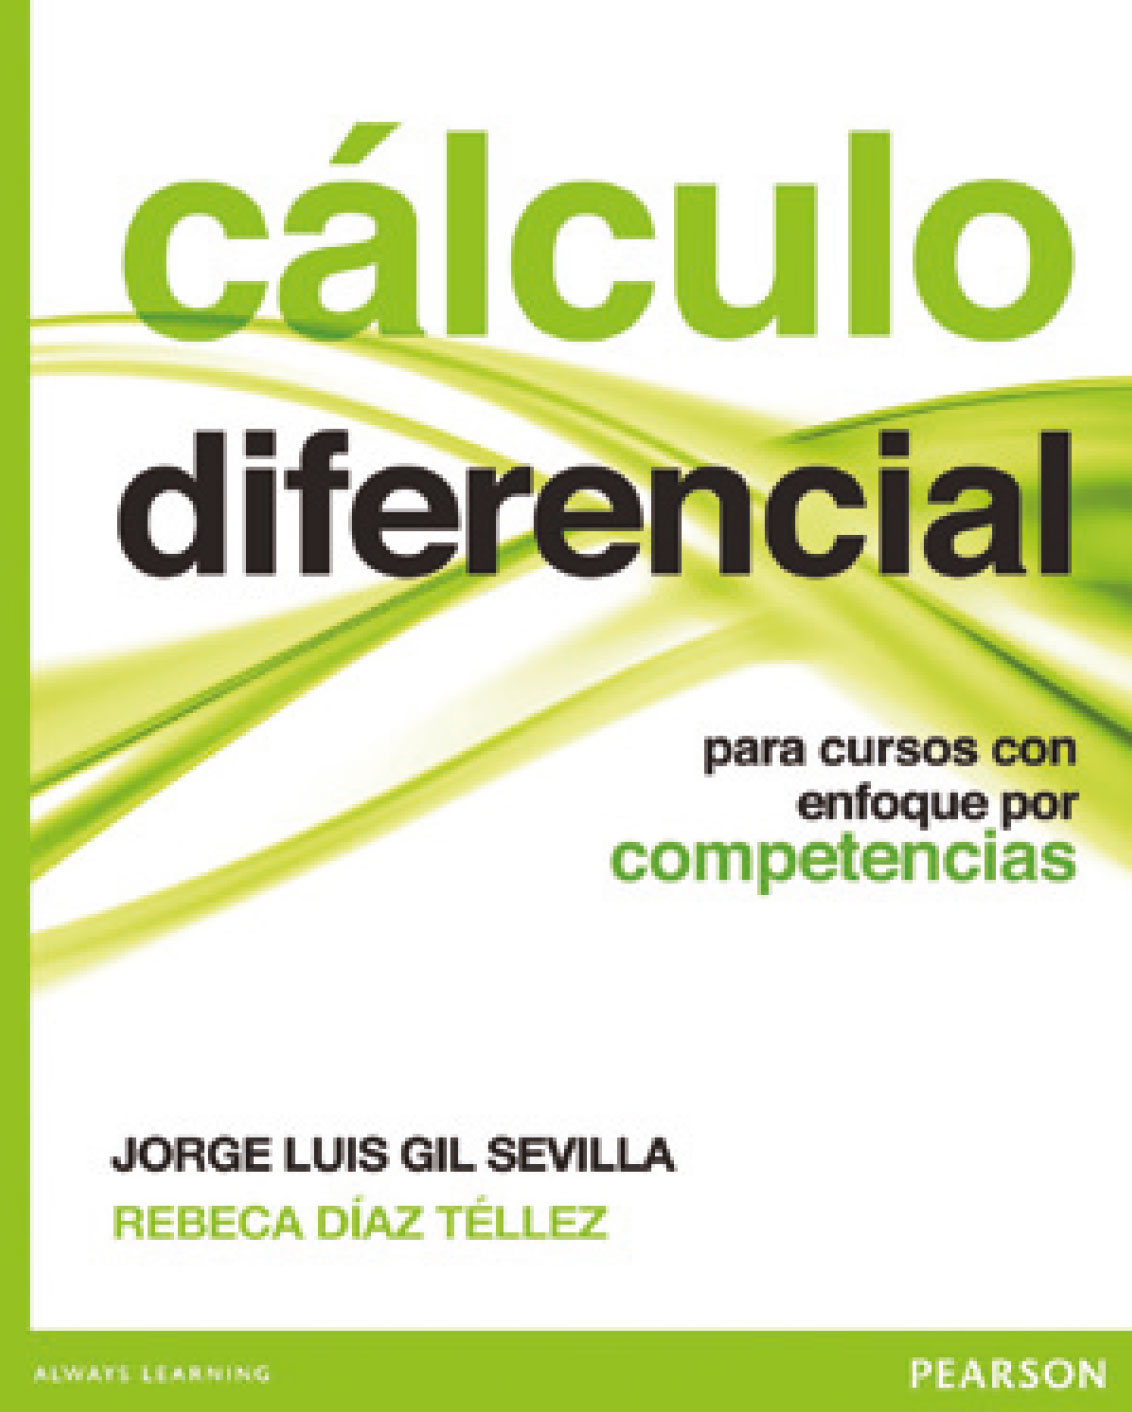 cálculo
diferencial
para cursos con
enfoque por
competencias
JORGE LUIS GIL SEVILLA
REBECA DÍAZ TÉLLEZ
ALWAYS LEARNING
PEARSON